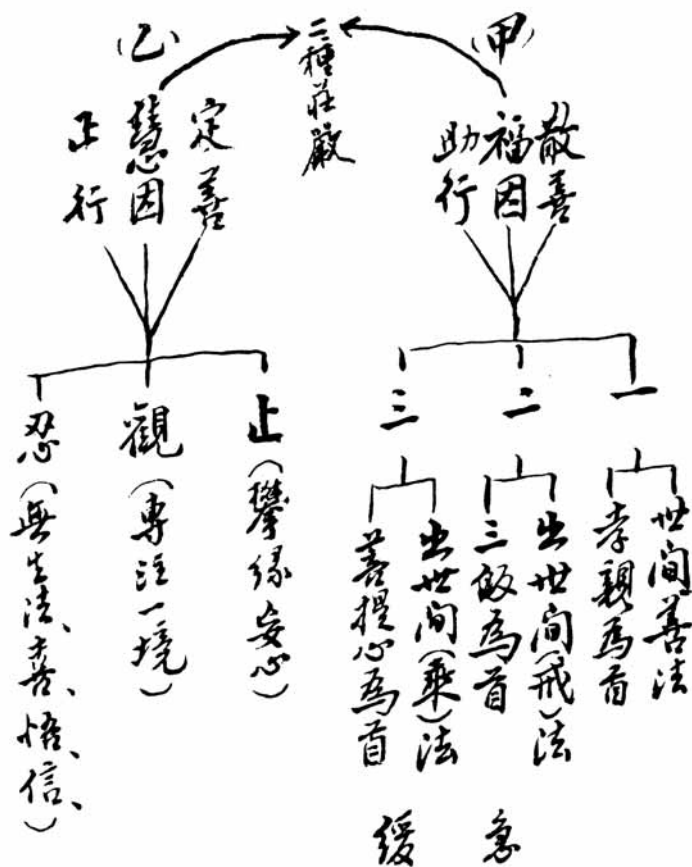 二種莊嚴
(甲)
散善
福因
助行
一
世間善法
孝親為首
二
出世間(戒)法
三皈為首
急
三
出世間(乘)法
菩提心為首
緩
(乙)
定善
慧因
正行
止(攀緣妄心)
觀(專注一境)
忍(無生法、喜、悟、信、)